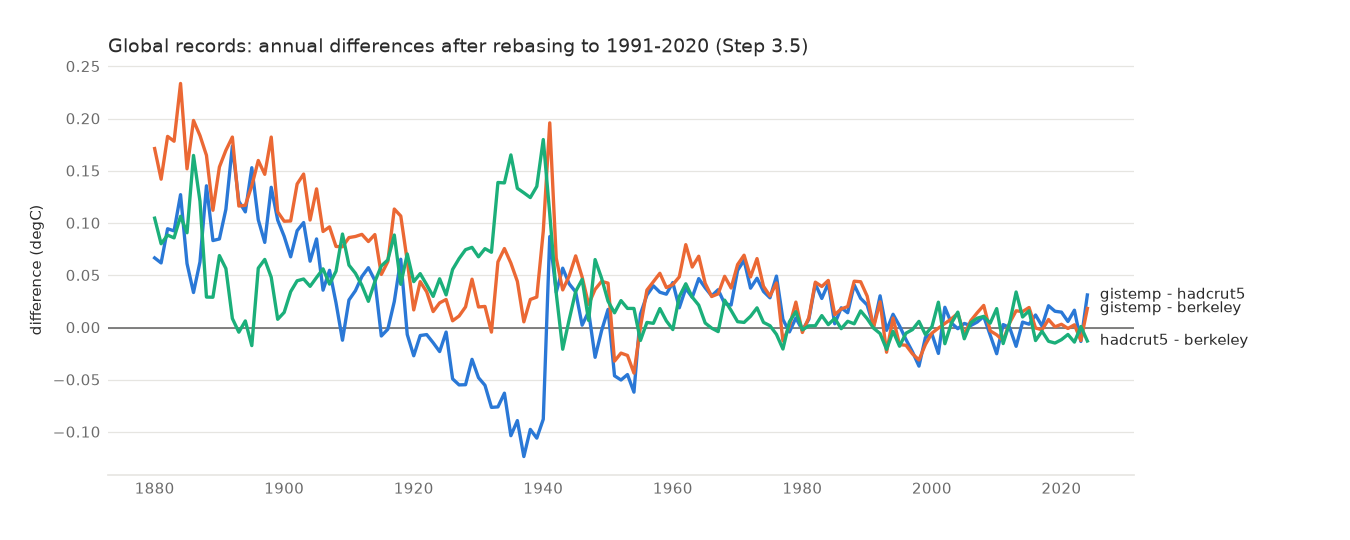 Global records: annual differences after rebasing to 1991-2020 (Step 3.5)
difference (degC)
0.25
0.20
0.15
0.10
0.05
0.00
−0.05
−0.10
gistemp - hadcrut5
gistemp - berkeley
hadcrut5 - berkeley
1880 1900 1920 1940 1960 1980 2000 2020